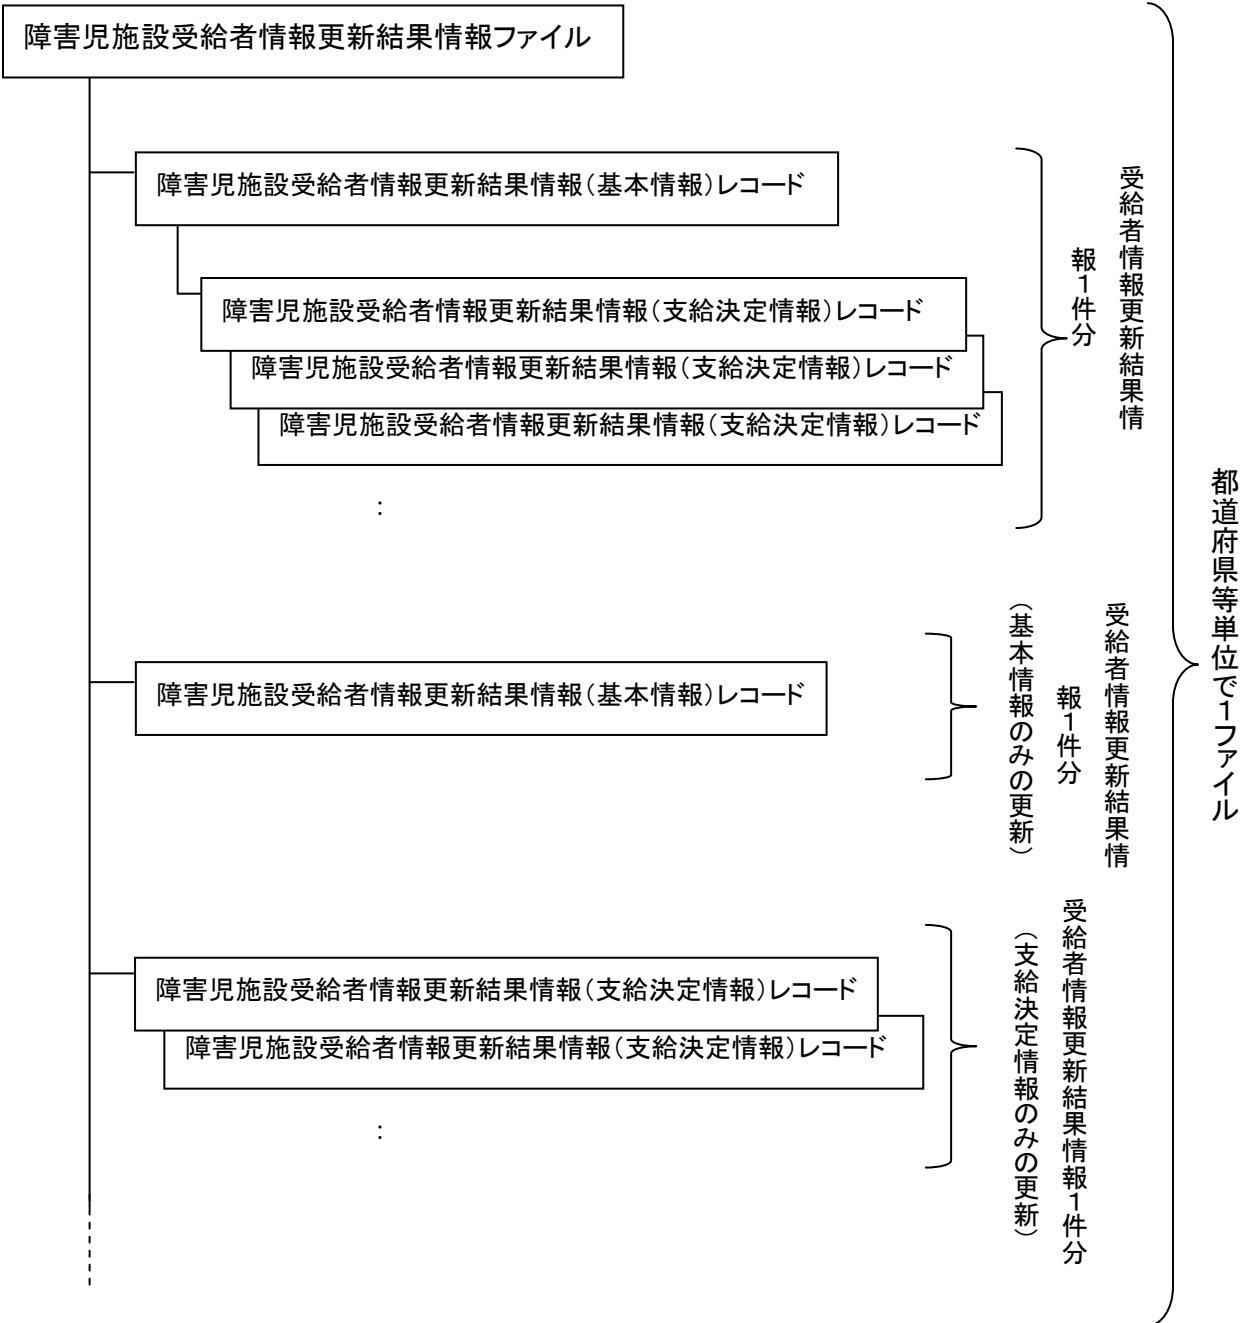 障害児施設受給者情報更新結果情報ファイル
障害児施設受給者情報更新結果情報（基本情報）レコード
障害児施設受給者情報更新結果情報（支給決定情報）レコード
障害児施設受給者情報更新結果情報（支給決定情報）レコード
障害児施設受給者情報更新結果情報（支給決定情報）レコード
：
受給者情報更新結果情
報１件分
障害児施設受給者情報更新結果情報（基本情報）レコード
受給者情報更新結果情
報１件分
（基本情報のみの更新）
障害児施設受給者情報更新結果情報（支給決定情報）レコード
障害児施設受給者情報更新結果情報（支給決定情報）レコード
：
受給者情報更新結果情報１件分
（支給決定情報のみの更新）
都道府県等単位で１ファイル